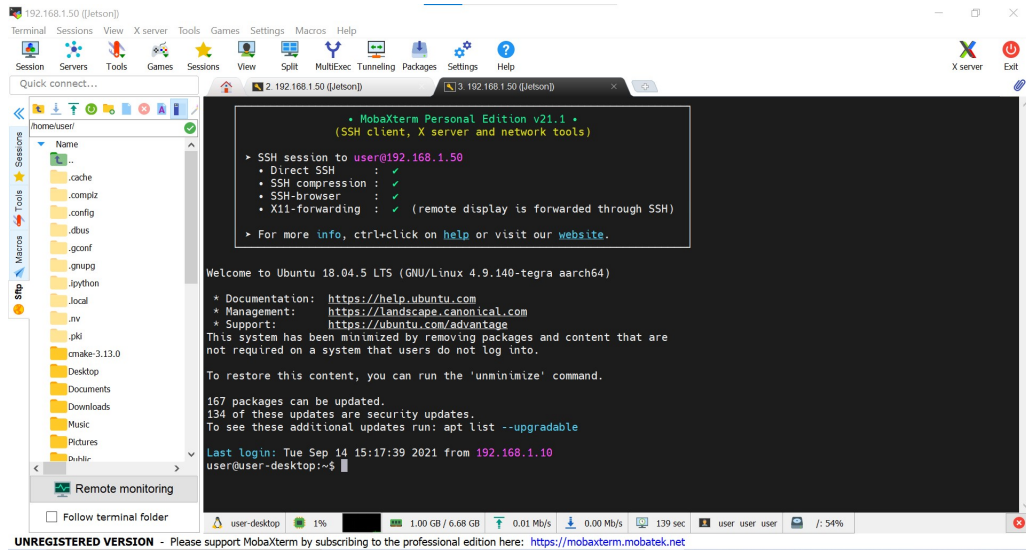 192.168.1.50 ([Jetson])
Terminal Sessions View X server Tools Games Settings Macros Help
Session Servers Tools Games Sessions View Split MultiExec Tunneling Packages Settings Help X server Exit
Quick connect...
2. 192.168.1.50 ([Jetson])
3. 192.168.1.50 ([Jetson])
Sessions
Tools
Macros
Sftp
/home/user/
Name
..
.cache
.compiz
.config
.dbus
.gconf
.gnupg
.ipython
.local
.nv
.pki
cmake-3.13.0
Desktop
Documents
Downloads
Music
Pictures
Public
Remote monitoring
Follow terminal folder
• MobaXterm Personal Edition v21.1 •
(SSH client, X server and network tools)
➤ SSH session to user@192.168.1.50
• Direct SSH : ✔
• SSH compression : ✔
• SSH-browser : ✔
• X11-forwarding : ✔ (remote display is forwarded through SSH)
➤ For more info, ctrl+click on help or visit our website.
Welcome to Ubuntu 18.04.5 LTS (GNU/Linux 4.9.140-tegra aarch64)
* Documentation: https://help.ubuntu.com
* Management: https://landscape.canonical.com
* Support: https://ubuntu.com/advantage
This system has been minimized by removing packages and content that are
not required on a system that users do not log into.
To restore this content, you can run the 'unminimize' command.
167 packages can be updated.
134 of these updates are security updates.
To see these additional updates run: apt list --upgradable
Last login: Tue Sep 14 15:17:39 2021 from 192.168.1.10
user@user-desktop:~$
user-desktop 1% 1.00 GB / 6.68 GB 0.01 Mb/s 0.00 Mb/s 139 sec user user user /: 54%
UNREGISTERED VERSION - Please support MobaXterm by subscribing to the professional edition here: https://mobaxterm.mobatek.net